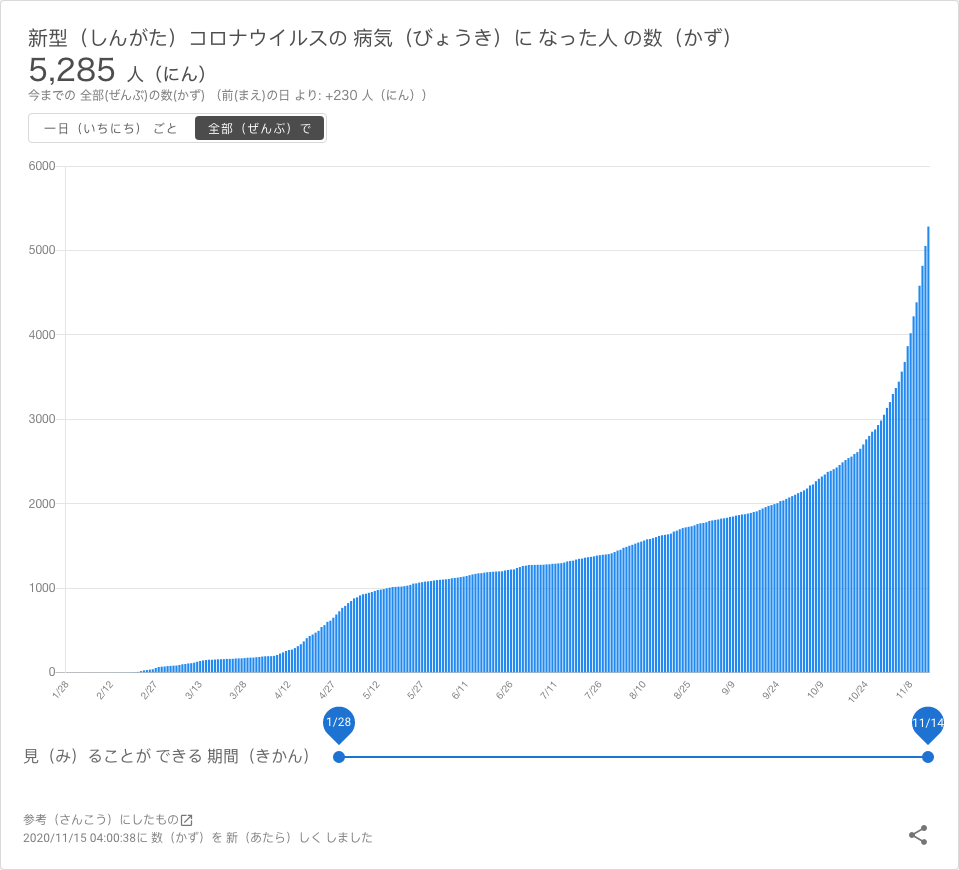 新型（しんがた）コロナウイルスの 病気（びょうき）に なった人 の数（かず）
5,285 人（にん）
今までの 全部(ぜんぶ)の数(かず) （前(まえ)の日 より: +230 人（にん））
一日（いちにち） ごと 全部（ぜんぶ）で
6000
5000
4000
3000
2000
1000
0
1/28 2/12 2/27 3/13 3/28 4/12 4/27 5/12 5/27 6/11 6/26 7/11 7/26 8/10 8/25 9/9 9/24 10/9 10/24 11/8
1/28 11/14
見（み）ることが できる 期間（きかん）
参考（さんこう）にしたもの
2020/11/15 04:00:38に 数（かず）を 新（あたら）しく しました